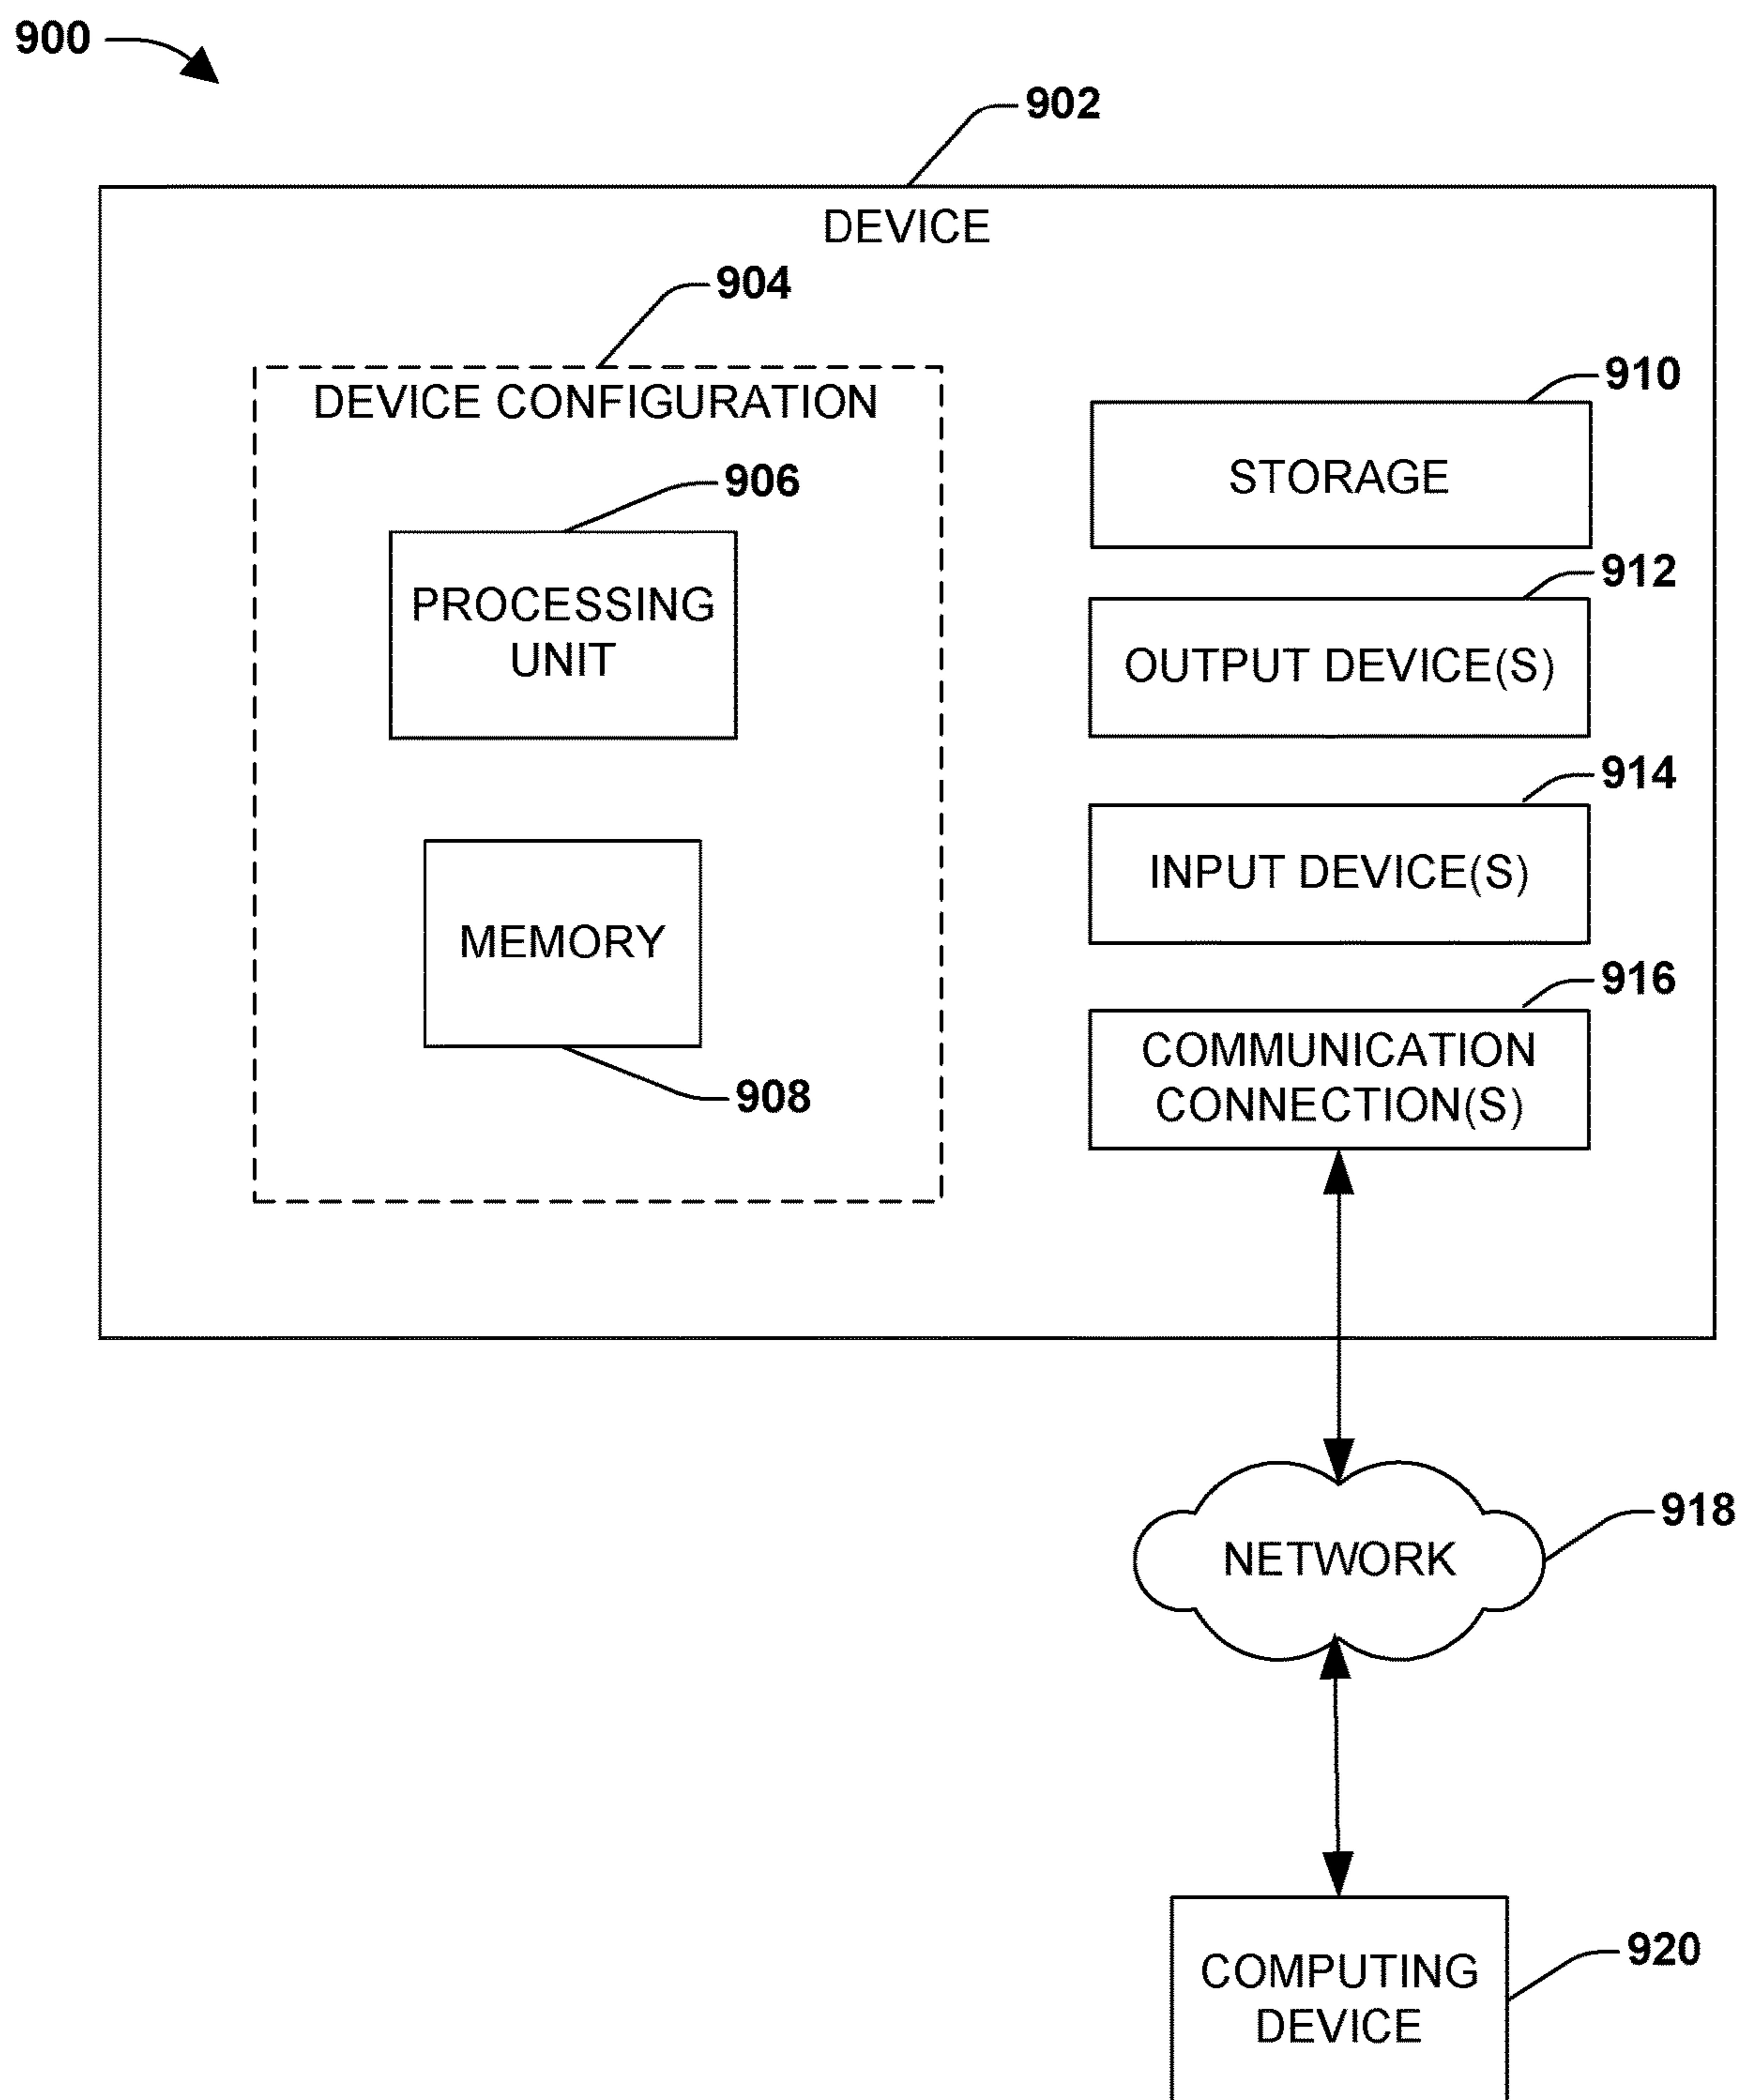 900
902
DEVICE
904
DEVICE CONFIGURATION
906
PROCESSING
UNIT
MEMORY
908
910
STORAGE
912
OUTPUT DEVICE(S)
914
INPUT DEVICE(S)
916
COMMUNICATION
CONNECTION(S)
918
NETWORK
920
COMPUTING
DEVICE